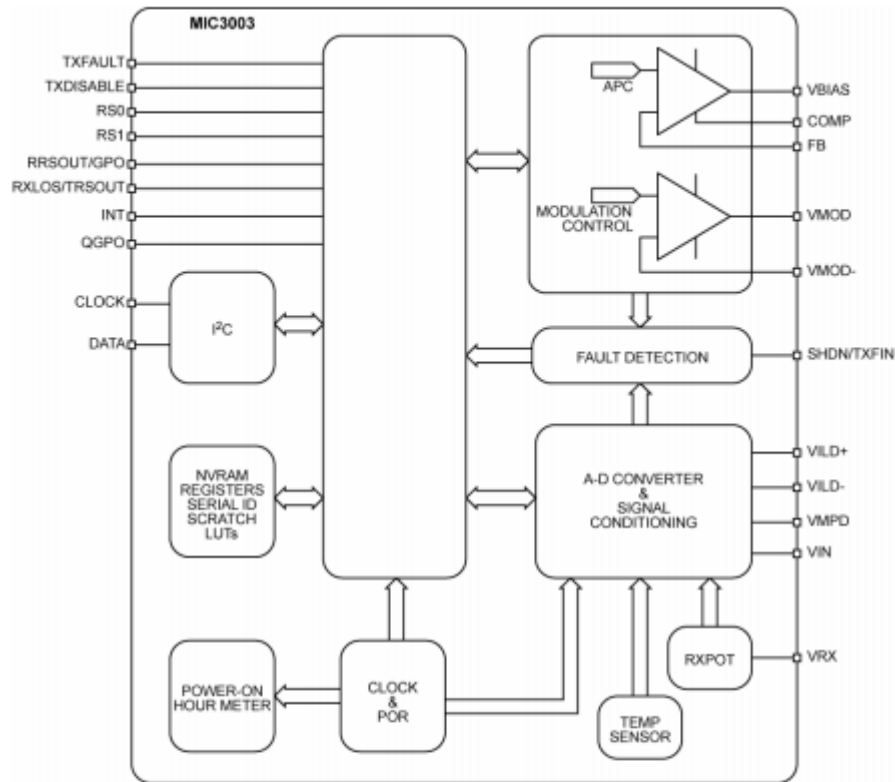 MIC3003
TXFAULT
TXDISABLE
RS0
RS1
RRSOUT/GPO
RXLOS/TRSOUT
INT
QGPO
CLOCK
DATA
I²C
NVRAM
REGISTERS
SERIAL ID
SCRATCH
LUTs
POWER-ON
HOUR METER
CLOCK
&
POR
APC
MODULATION
CONTROL
FAULT DETECTION
A-D CONVERTER
&
SIGNAL
CONDITIONING
TEMP
SENSOR
RXPOT
VBIAS
COMP
FB
VMOD
VMOD-
SHDN/TXFIN
VILD+
VILD-
VMPD
VIN
VRX